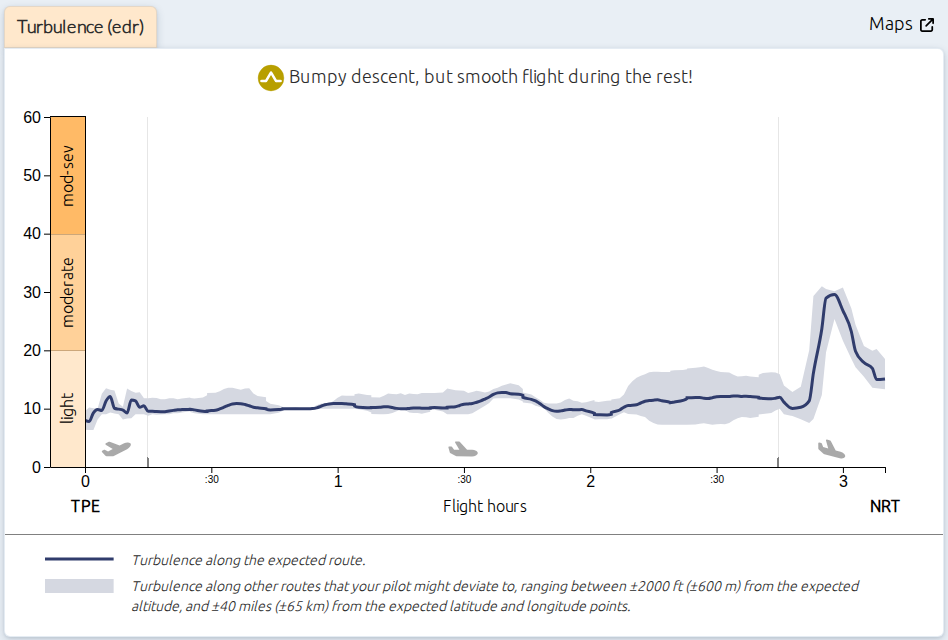 Turbulence (edr)
Maps
Bumpy descent, but smooth flight during the rest!
60
50
40
30
20
10
0
mod-sev
moderate
light
0 :30 1 :30 2 :30 3
TPE Flight hours NRT
Turbulence along the expected route.
Turbulence along other routes that your pilot might deviate to, ranging between ±2000 ft (±600 m) from the expected
altitude, and ±40 miles (±65 km) from the expected latitude and longitude points.